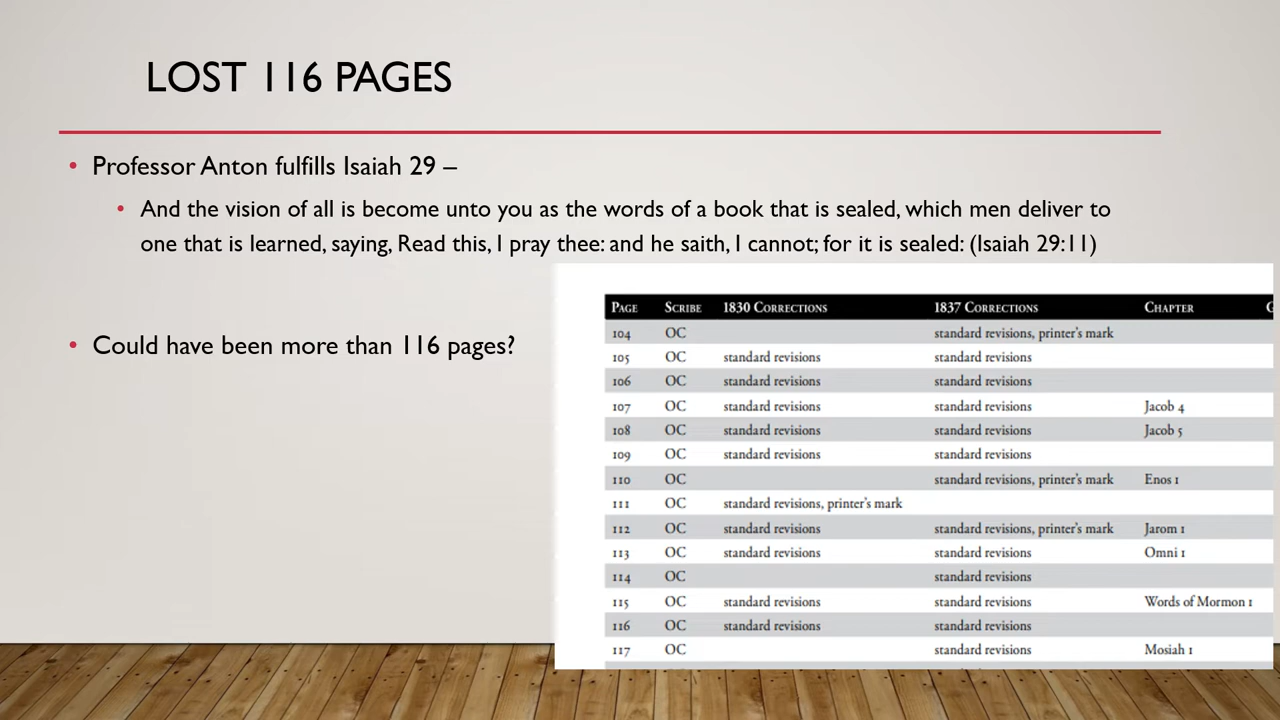 LOST 116 PAGES
• Professor Anton fulfills Isaiah 29 –
• And the vision of all is become unto you as the words of a book that is sealed, which men deliver to
one that is learned, saying, Read this, I pray thee: and he saith, I cannot; for it is sealed: (Isaiah 29:11)
• Could have been more than 116 pages?
PAGE SCRIBE 1830 CORRECTIONS 1837 CORRECTIONS CHAPTER
104 OC standard revisions, printer's mark
105 OC standard revisions standard revisions
106 OC standard revisions standard revisions
107 OC standard revisions standard revisions Jacob 4
108 OC standard revisions standard revisions Jacob 5
109 OC standard revisions standard revisions
110 OC standard revisions, printer's mark Enos 1
111 OC standard revisions, printer's mark
112 OC standard revisions standard revisions, printer's mark Jarom 1
113 OC standard revisions standard revisions Omni 1
114 OC standard revisions
115 OC standard revisions standard revisions Words of Mormon 1
116 OC standard revisions standard revisions
117 OC standard revisions Mosiah 1